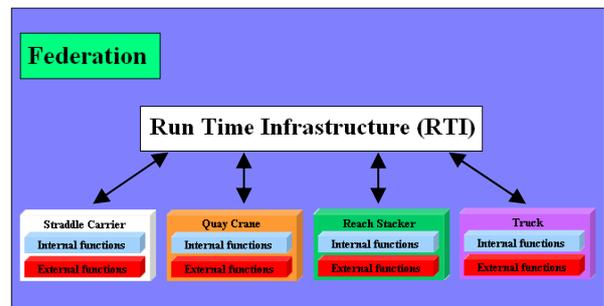 Federation
Run Time Infrastructure (RTI)
Straddle Carrier
Internal functions
External functions
Quay Crane
Internal functions
External functions
Reach Stacker
Internal functions
External functions
Truck
Internal functions
External functions